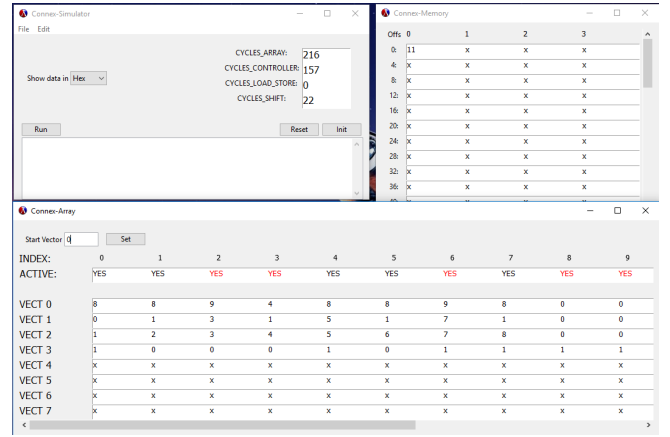 Connex-Simulator
File Edit
Show data in Hex
CYCLES_ARRAY: 216
CYCLES_CONTROLLER: 157
CYCLES_LOAD_STORE: 0
CYCLES_SHIFT: 22
Run Reset Init
Connex-Memory
Offs 0 1 2 3
0: 11 x x x
4: x x x x
8: x x x x
12: x x x x
16: x x x x
20: x x x x
24: x x x x
28: x x x x
32: x x x x
36: x x x x
Connex-Array
Start Vector 0 Set
INDEX: 0 1 2 3 4 5 6 7 8 9
ACTIVE: YES YES YES YES YES YES YES YES YES YES
VECT 0 8 8 9 4 8 8 9 8 0 0
VECT 1 0 1 3 1 5 1 7 1 0 0
VECT 2 1 2 3 4 5 6 7 8 0 0
VECT 3 1 0 0 0 1 0 1 1 1 1
VECT 4 x x x x x x x x x x
VECT 5 x x x x x x x x x x
VECT 6 x x x x x x x x x x
VECT 7 x x x x x x x x x x